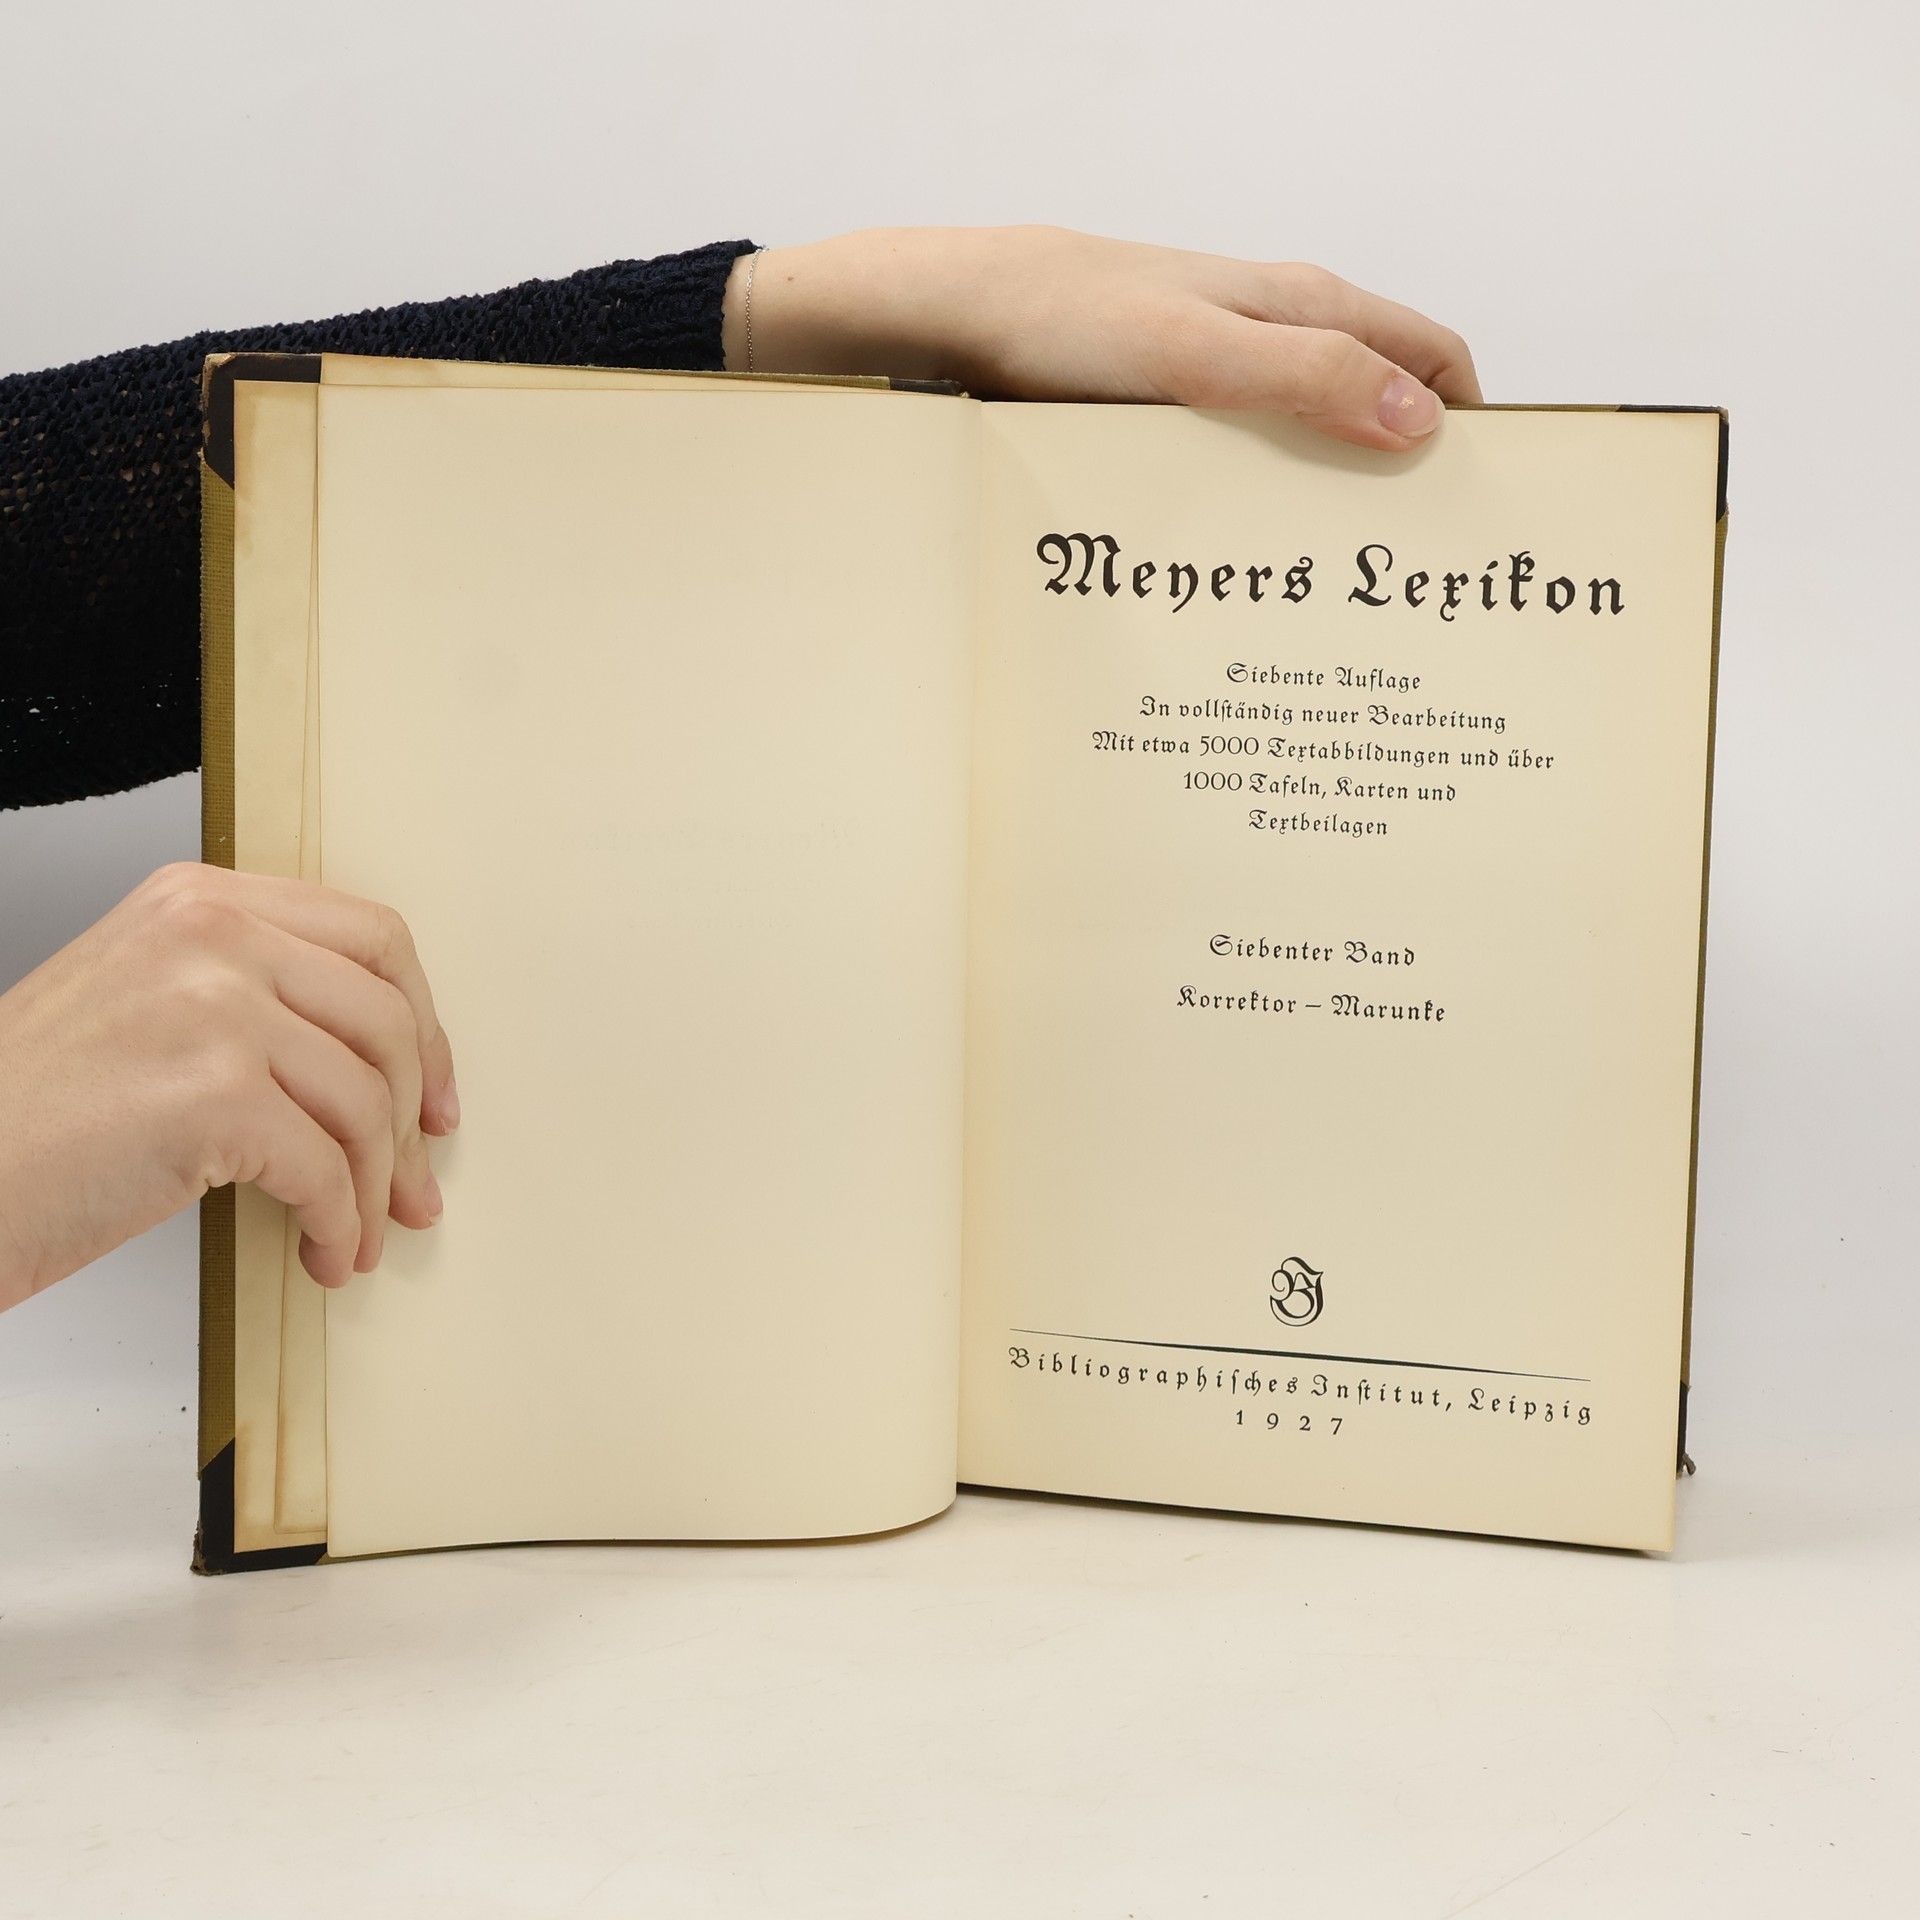 Meyers Lexikon
Siebente Auflage
In vollſtändig neuer Bearbeitung
Mit etwa 5000 Textabbildungen und über
1000 Tafeln, Karten und
Textbeilagen
Siebenter Band
Korrektor – Marunke
BI
Bibliographiſches Inſtitut, Leipzig
1927